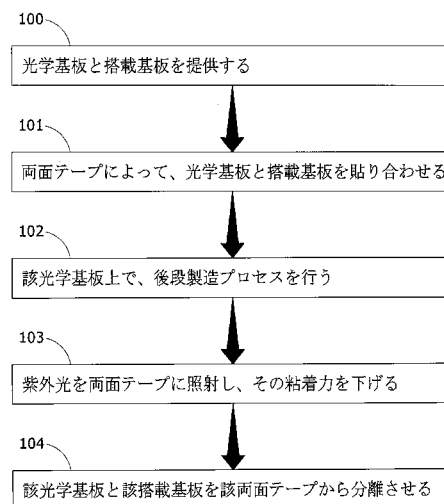 100
光学基板と搭載基板を提供する
101
両面テープによって、光学基板と搭載基板を貼り合わせる
102
該光学基板上で、後段製造プロセスを行う
103
紫外光を両面テープに照射し、その粘着力を下げる
104
該光学基板と該搭載基板を該両面テープから分離させる